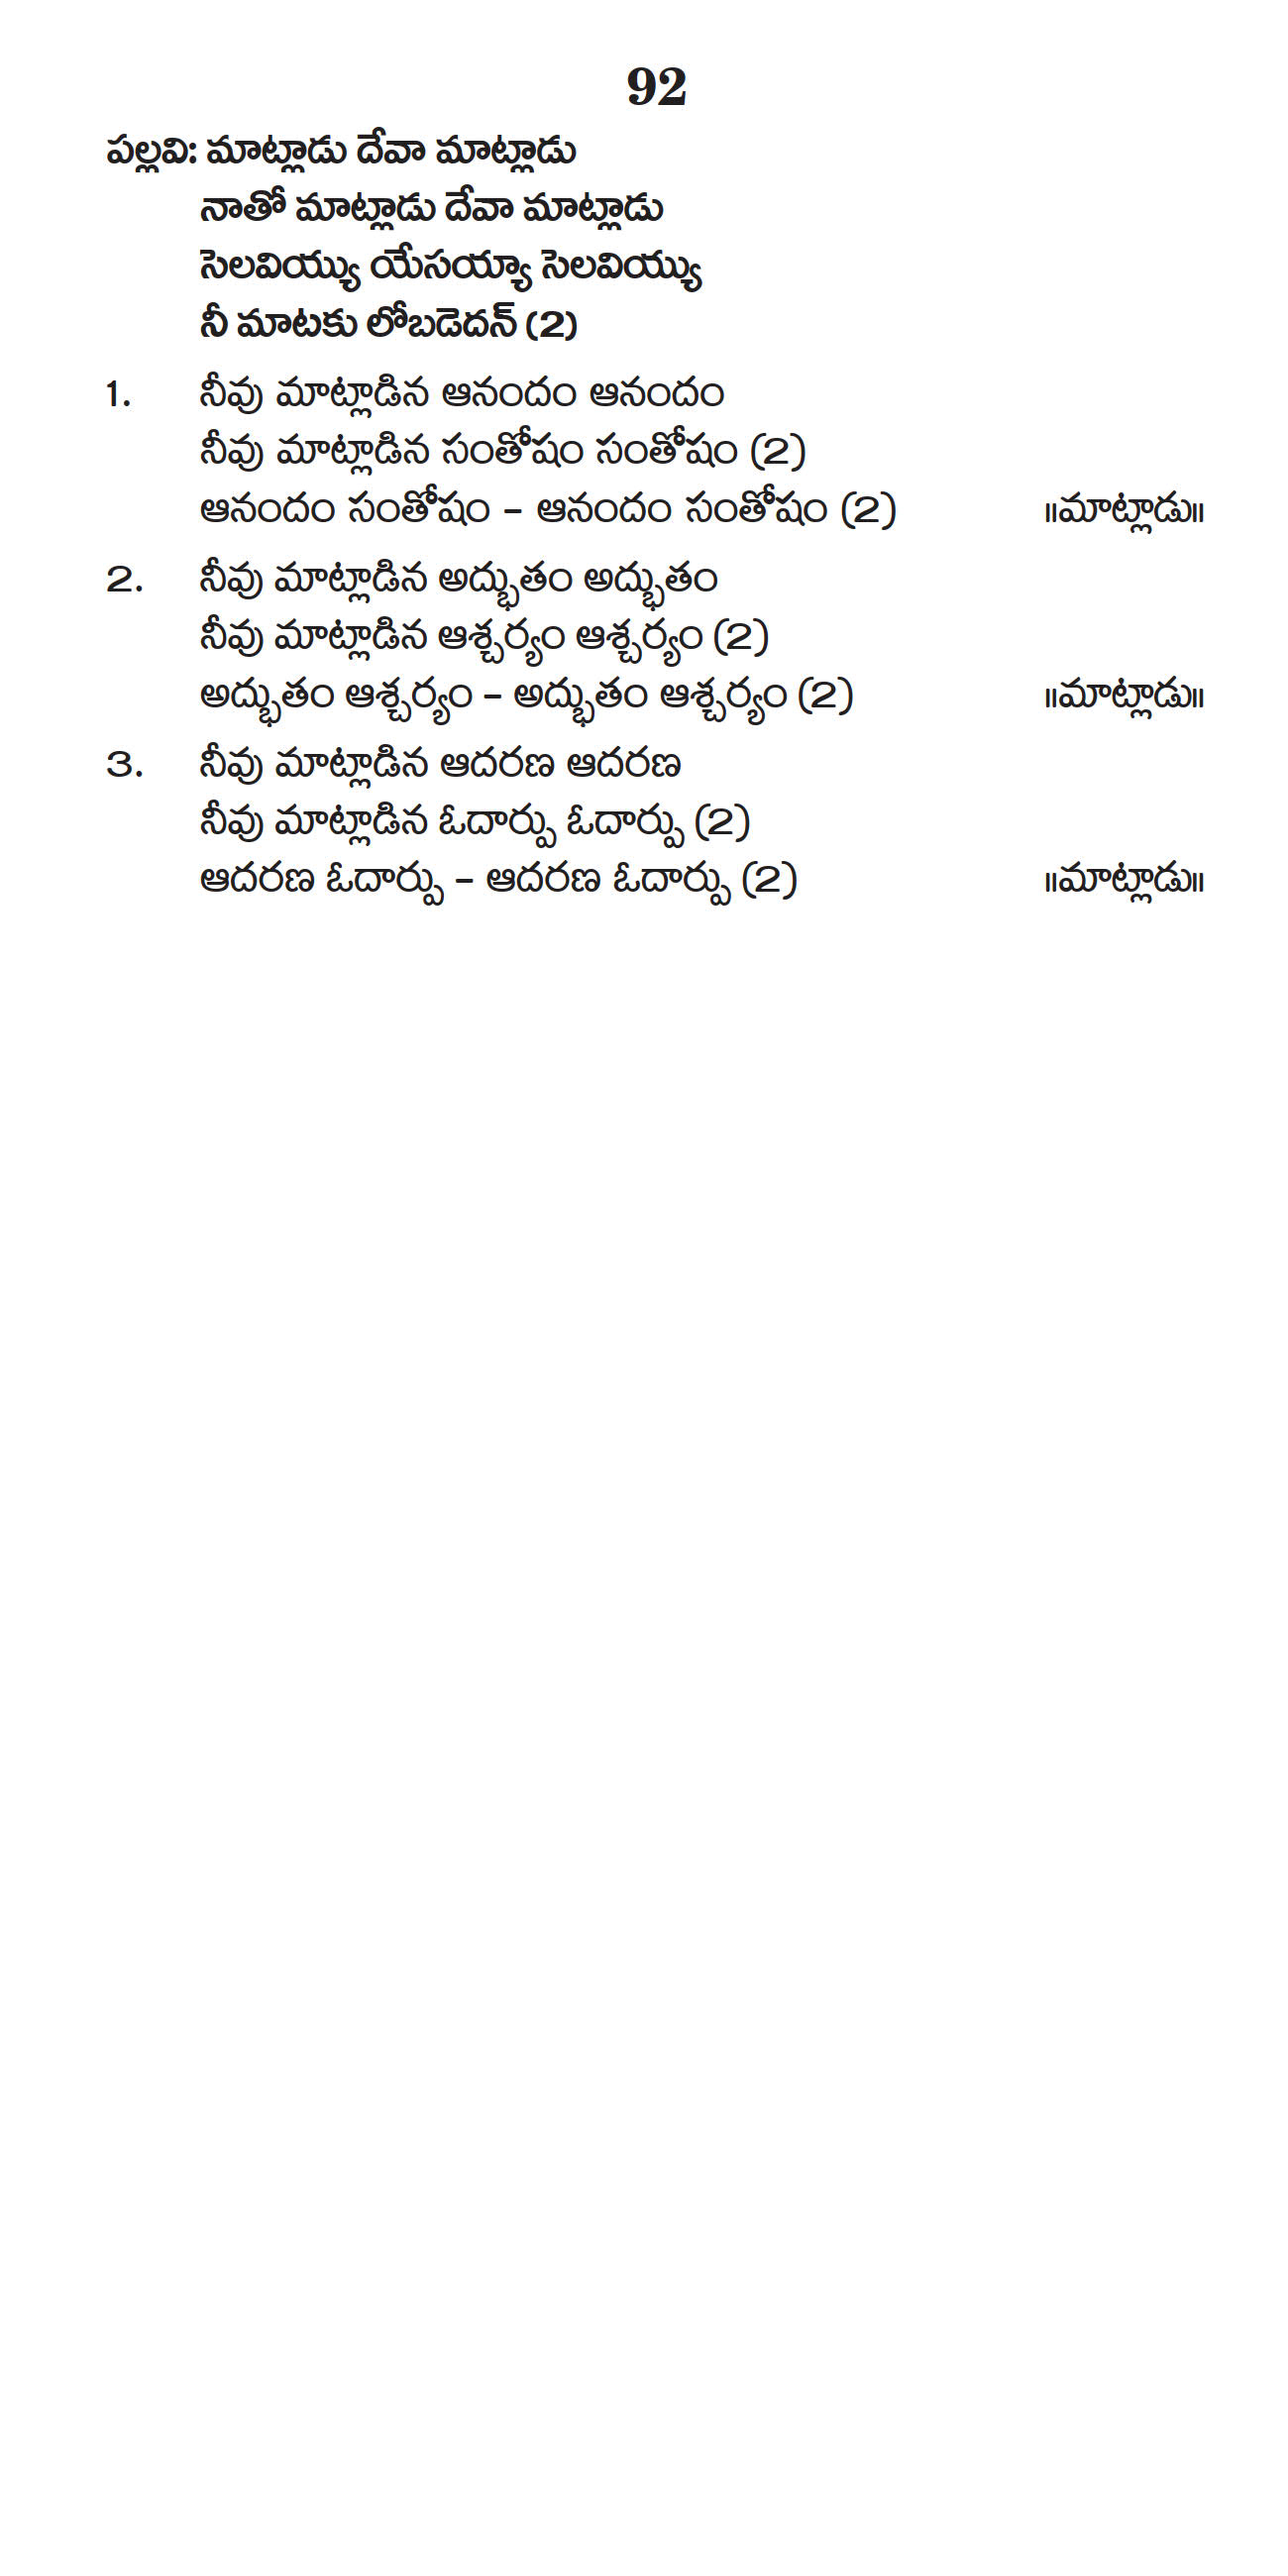 92
పల్లవి: మాట్లాడు దేవా మాట్లాడు
నాతో మాట్లాడు దేవా మాట్లాడు
సెలవియ్యు యేసయ్యా సెలవియ్యు
నీ మాటకు లోబడెదన్ (2)
1. నీవు మాట్లాడిన ఆనందం ఆనందం
నీవు మాట్లాడిన సంతోషం సంతోషం (2)
ఆనందం సంతోషం – ఆనందం సంతోషం (2) ॥మాట్లాడు॥
2. నీవు మాట్లాడిన అద్భుతం అద్భుతం
నీవు మాట్లాడిన ఆశ్చర్యం ఆశ్చర్యం (2)
అద్భుతం ఆశ్చర్యం – అద్భుతం ఆశ్చర్యం (2) ॥మాట్లాడు॥
3. నీవు మాట్లాడిన ఆదరణ ఆదరణ
నీవు మాట్లాడిన ఓదార్పు ఓదార్పు (2)
ఆదరణ ఓదార్పు – ఆదరణ ఓదార్పు (2) ॥మాట్లాడు॥